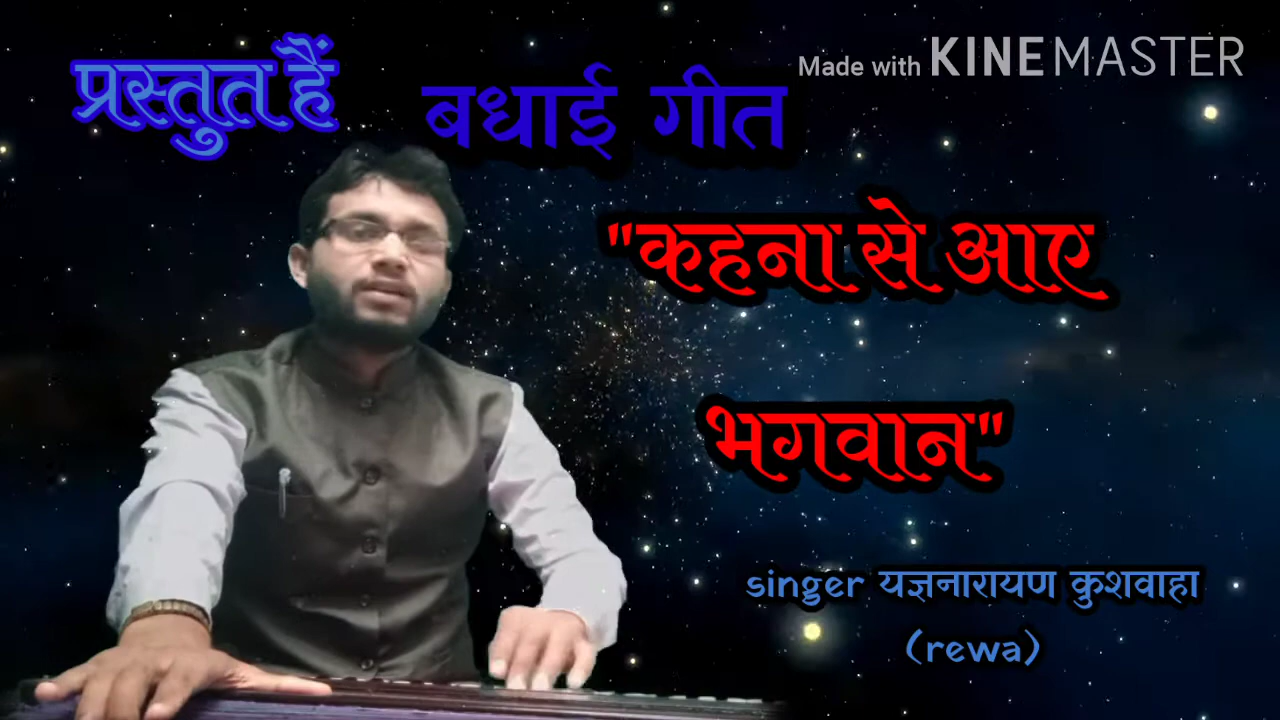 Made with KINEMASTER
प्रस्तुत हैं
बधाई गीत
"कहना से आए
भगवान"
singer यज्ञनारायण कुशवाहा
(rewa)